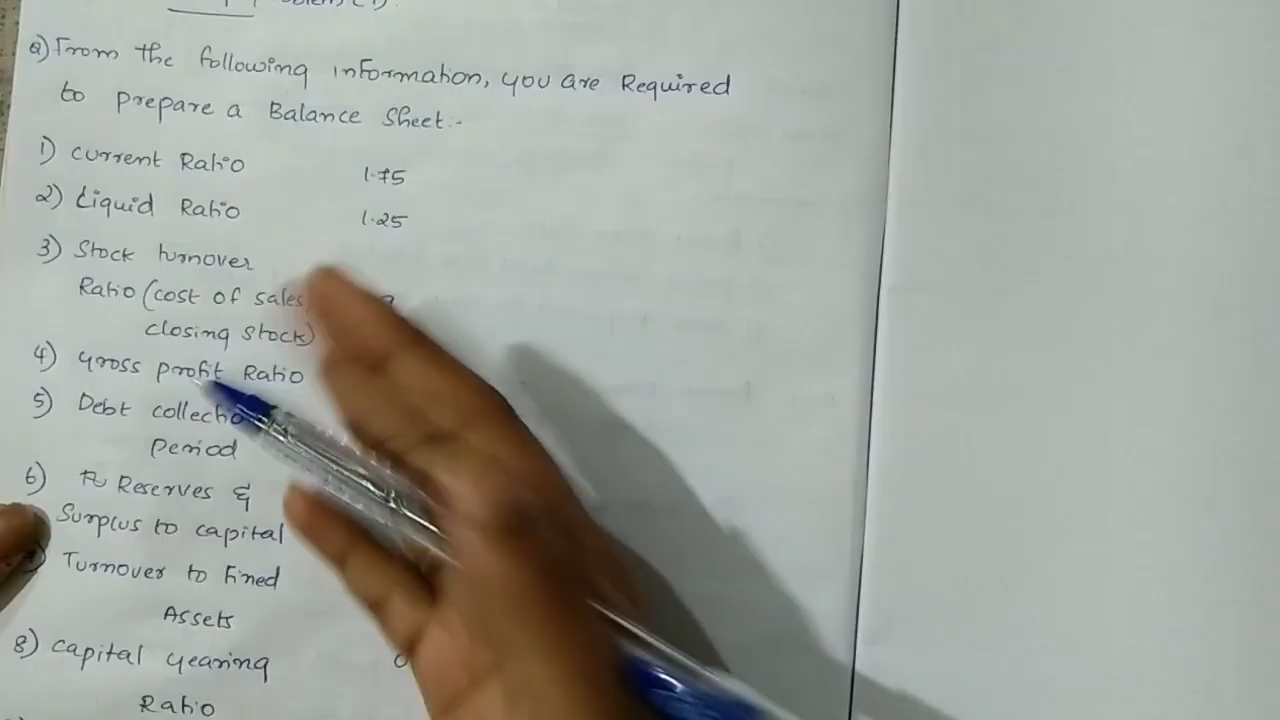 Q) From the following information, you are Required
to prepare a Balance Sheet:-
1) current Ratio 1.75
2) Liquid Ratio 1.25
3) Stock turnover
Ratio (cost of sales
closing stock)
4) Gross profit Ratio
5) Debt collectio
Period
6) Reserves &
Surplus to capital
Turnover to Fined
Assets
8) capital gearing
Ratio